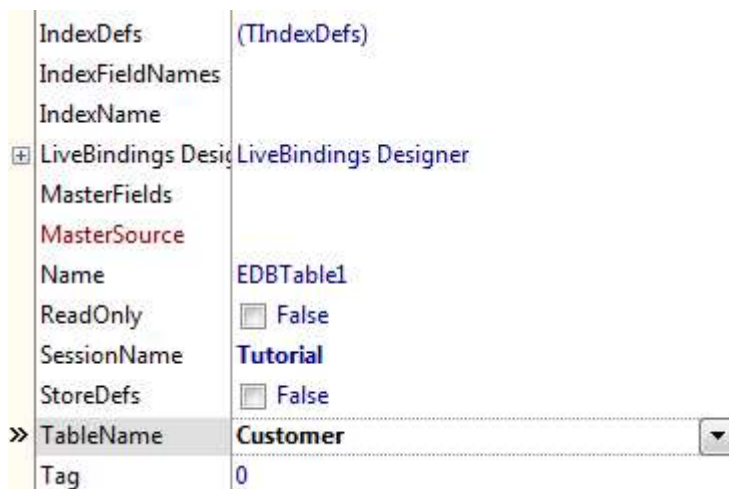 IndexDefs (TIndexDefs)
IndexFieldNames
IndexName
LiveBindings Desig LiveBindings Designer
MasterFields
MasterSource
Name EDBTable1
ReadOnly False
SessionName Tutorial
StoreDefs False
TableName Customer
Tag 0